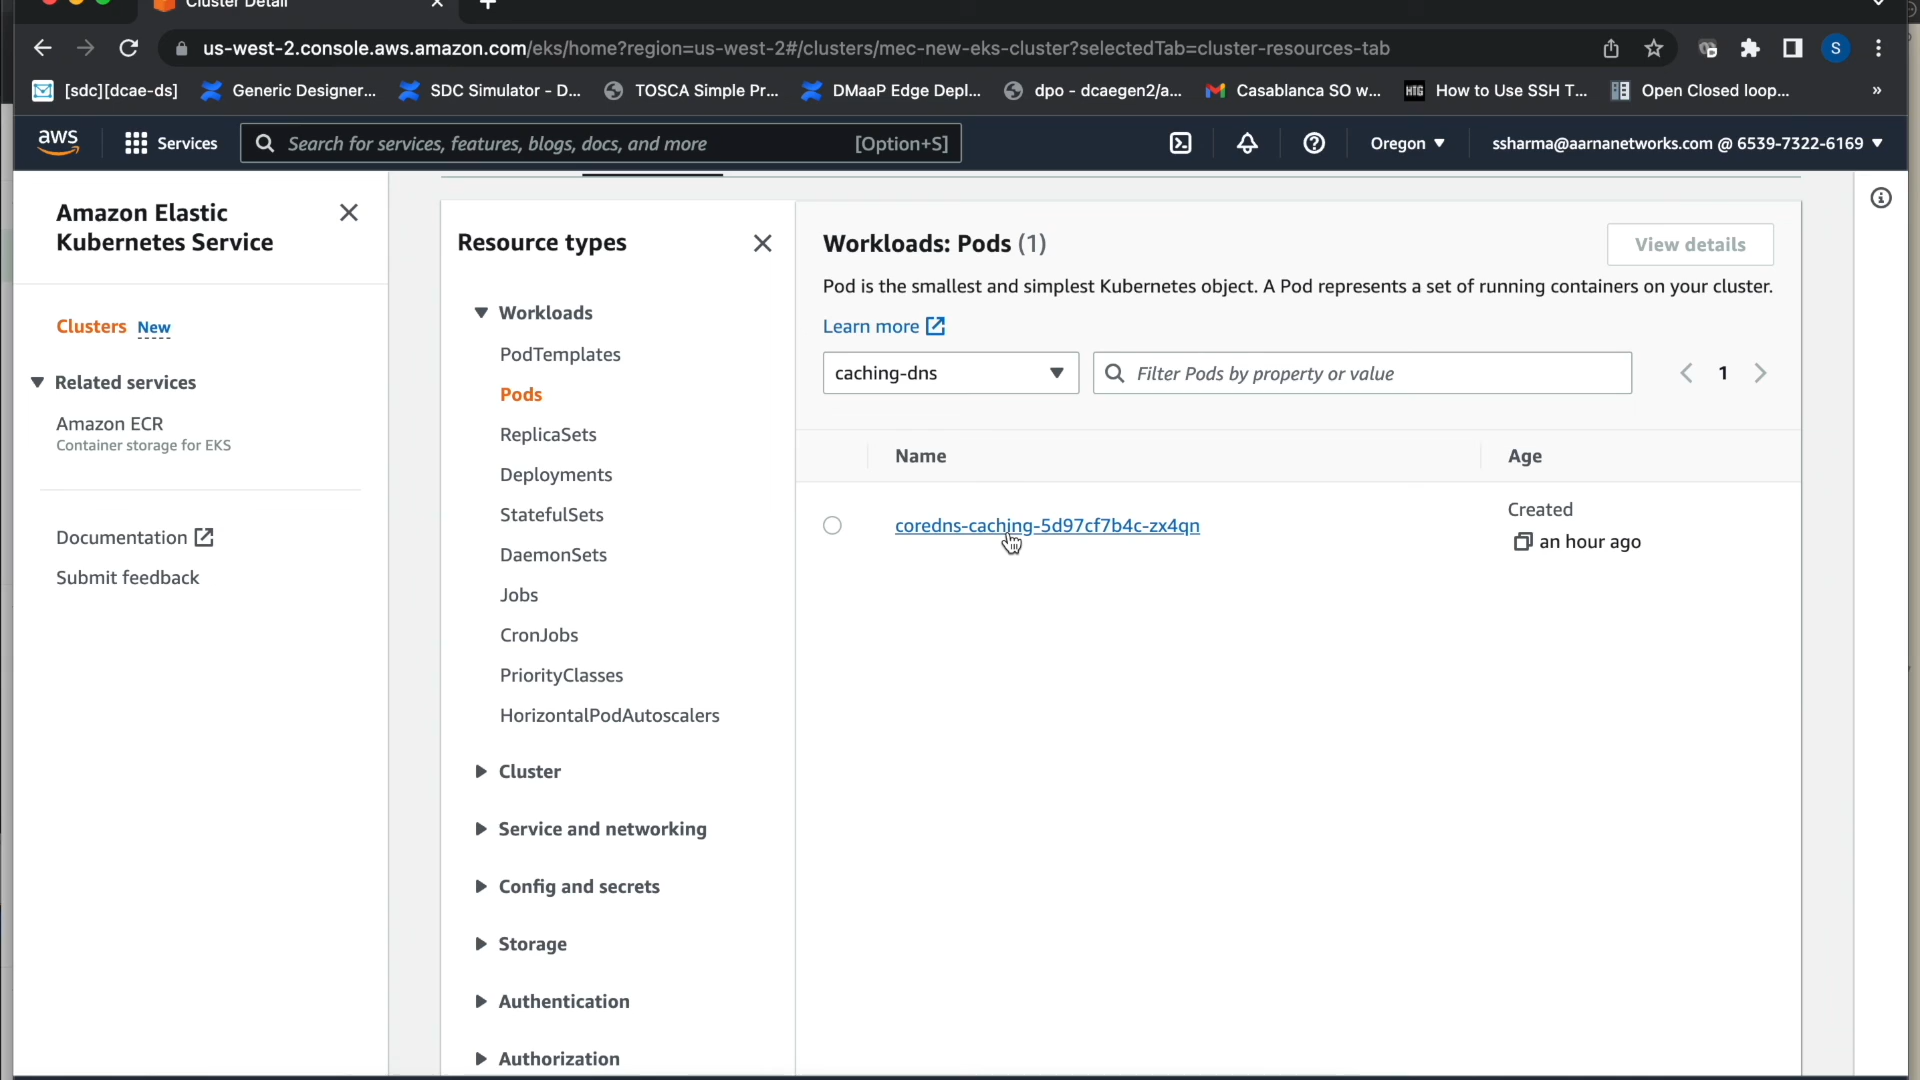 Cluster Detail
us-west-2.console.aws.amazon.com/eks/home?region=us-west-2#/clusters/mec-new-eks-cluster?selectedTab=cluster-resources-tab
S
[sdc][dcae-ds]
Generic Designer...
SDC Simulator - D...
TOSCA Simple Pr...
DMaaP Edge Depl...
dpo - dcaegen2/a...
Casablanca SO w...
HTG
How to Use SSH T...
Open Closed loop...
»
aws
Services
Search for services, features, blogs, docs, and more
[Option+S]
Oregon
ssharma@aarnanetworks.com @ 6539-7322-6169
Amazon Elastic
Kubernetes Service
Clusters New
Related services
Amazon ECR
Container storage for EKS
Documentation
Submit feedback
Resource types
Workloads
PodTemplates
Pods
ReplicaSets
Deployments
StatefulSets
DaemonSets
Jobs
CronJobs
PriorityClasses
HorizontalPodAutoscalers
Cluster
Service and networking
Config and secrets
Storage
Authentication
Authorization
Workloads: Pods (1)
View details
Pod is the smallest and simplest Kubernetes object. A Pod represents a set of running containers on your cluster.
Learn more
caching-dns
Filter Pods by property or value
1
Name
Age
coredns-caching-5d97cf7b4c-zx4qn
Created
an hour ago